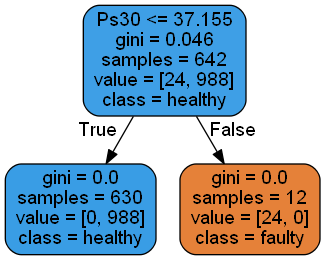 Ps30 <= 37.155
gini = 0.046
samples = 642
value = [24, 988]
class = healthy
True
False
gini = 0.0
samples = 630
value = [0, 988]
class = healthy
gini = 0.0
samples = 12
value = [24, 0]
class = faulty